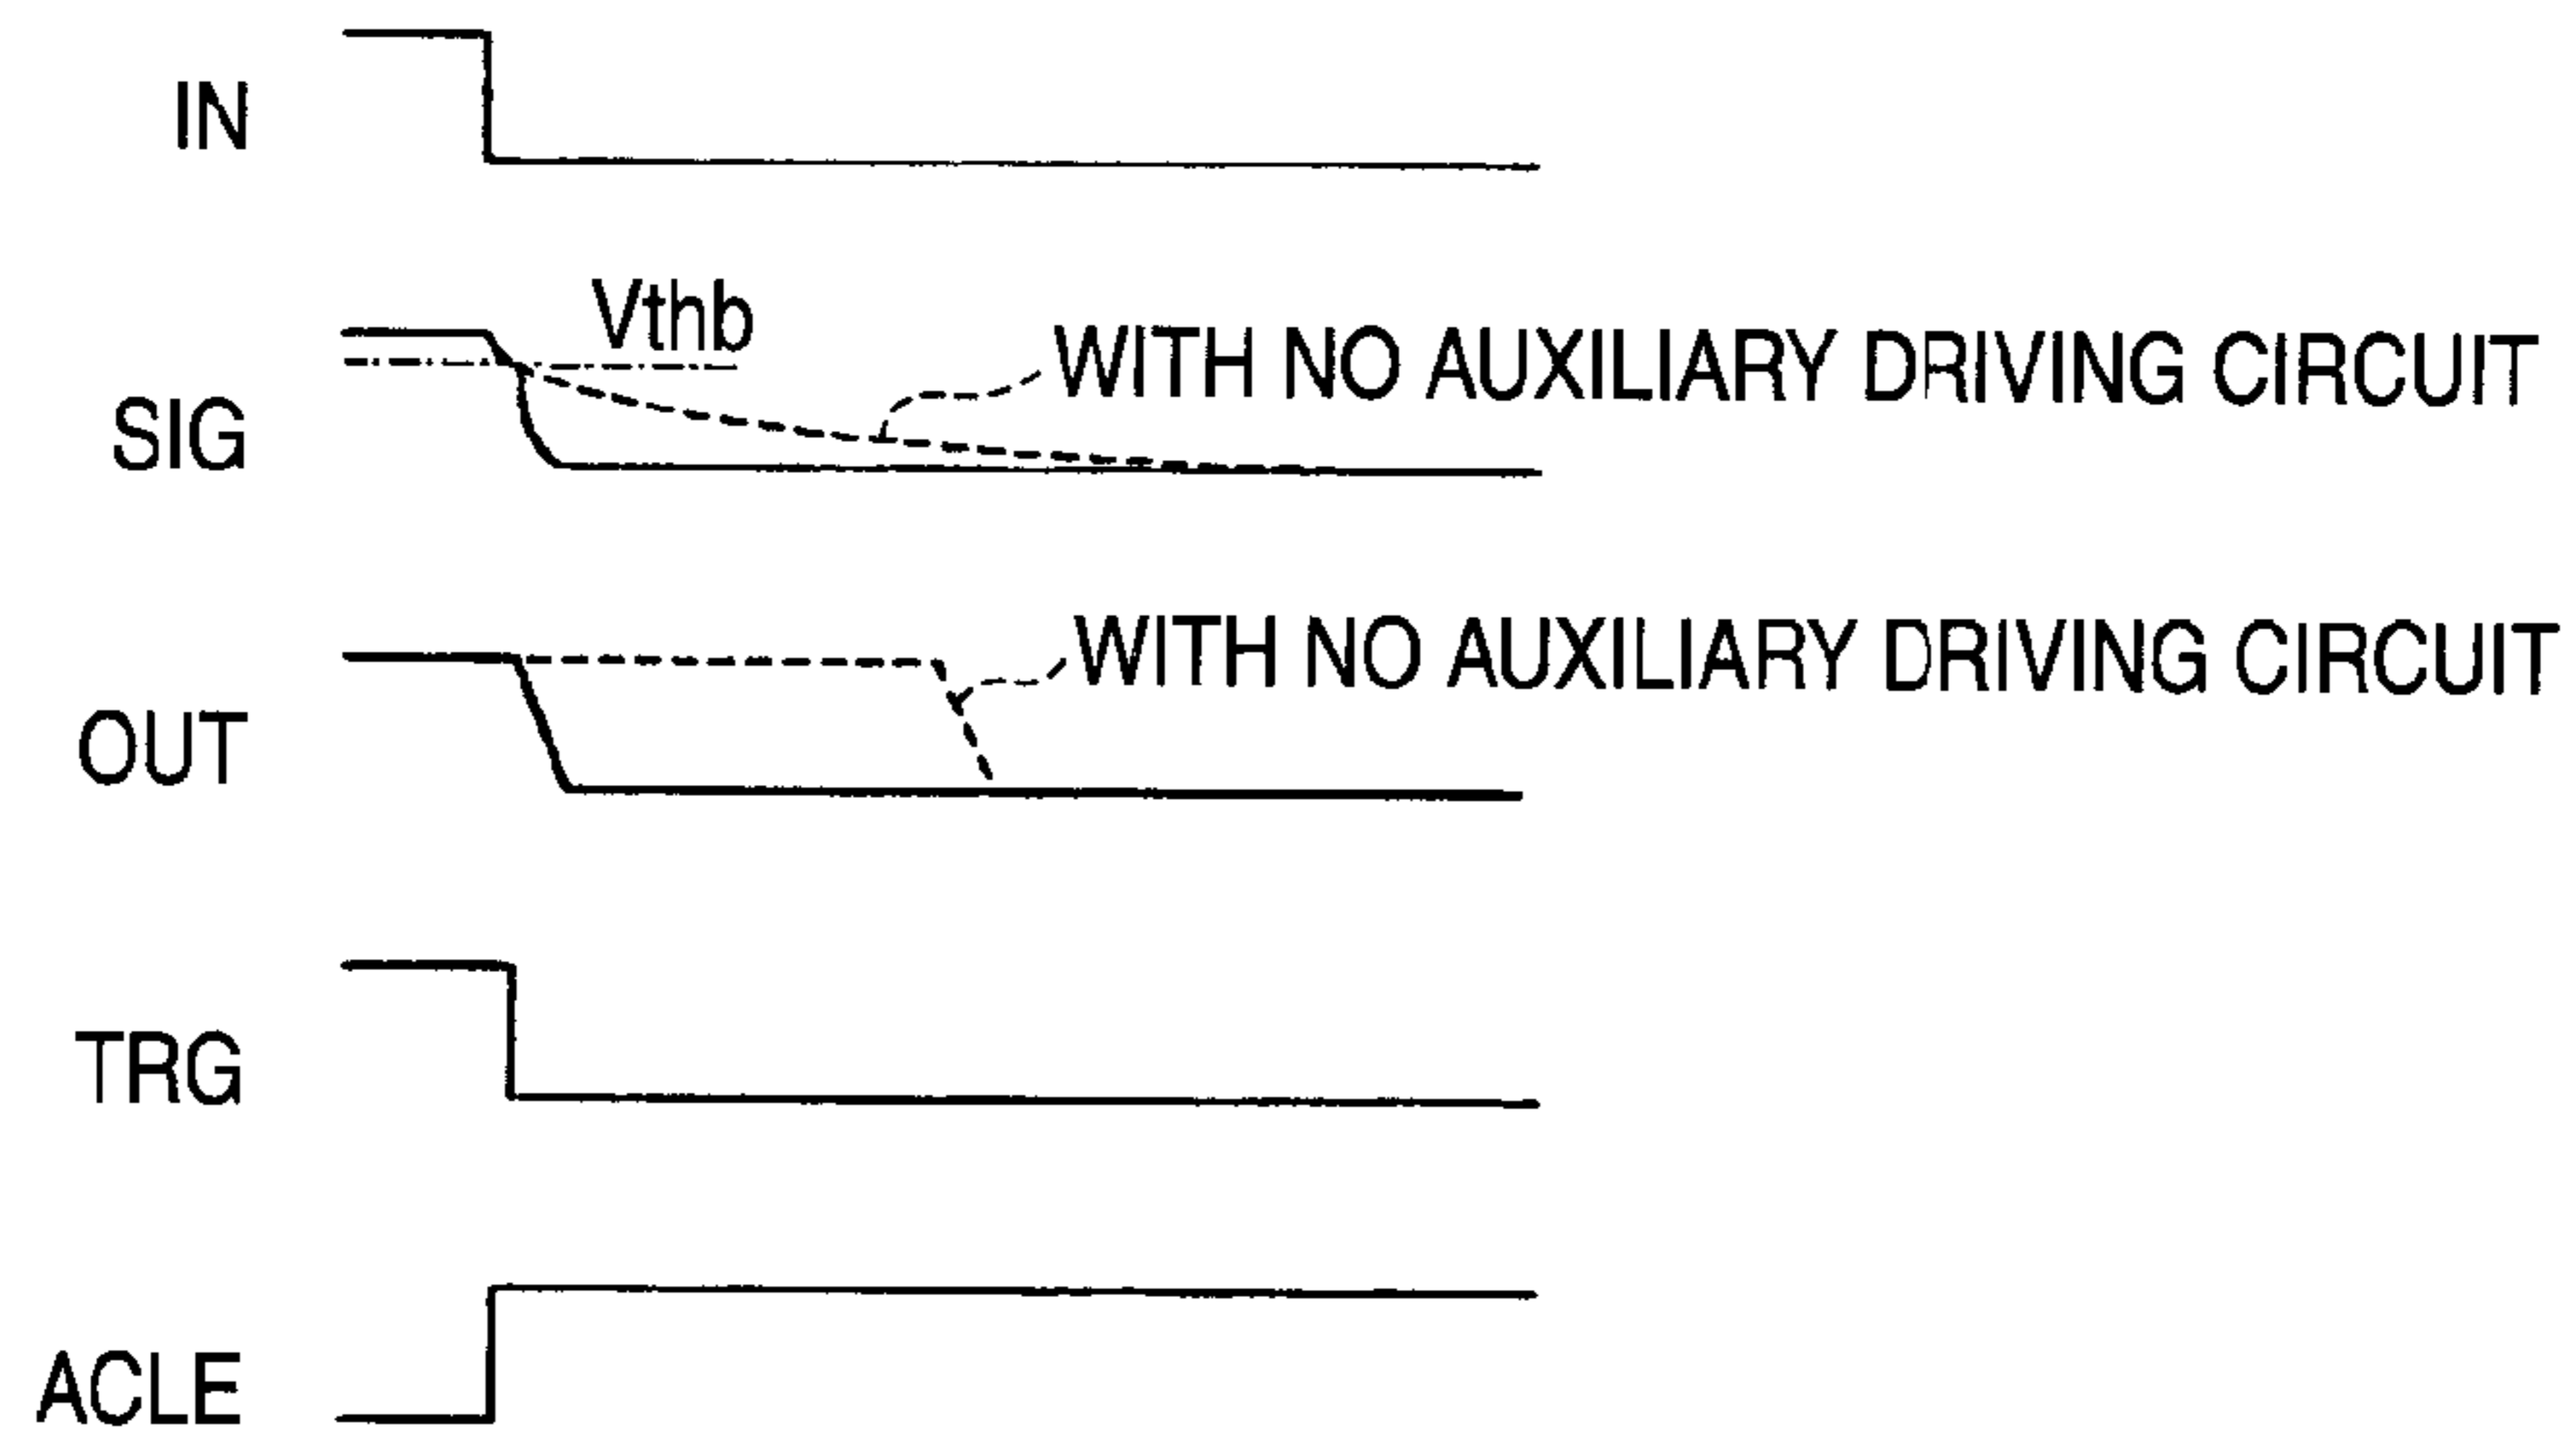 IN
Vthb
WITH NO AUXILIARY DRIVING CIRCUIT
SIG
WITH NO AUXILIARY DRIVING CIRCUIT
OUT
TRG
ACLE